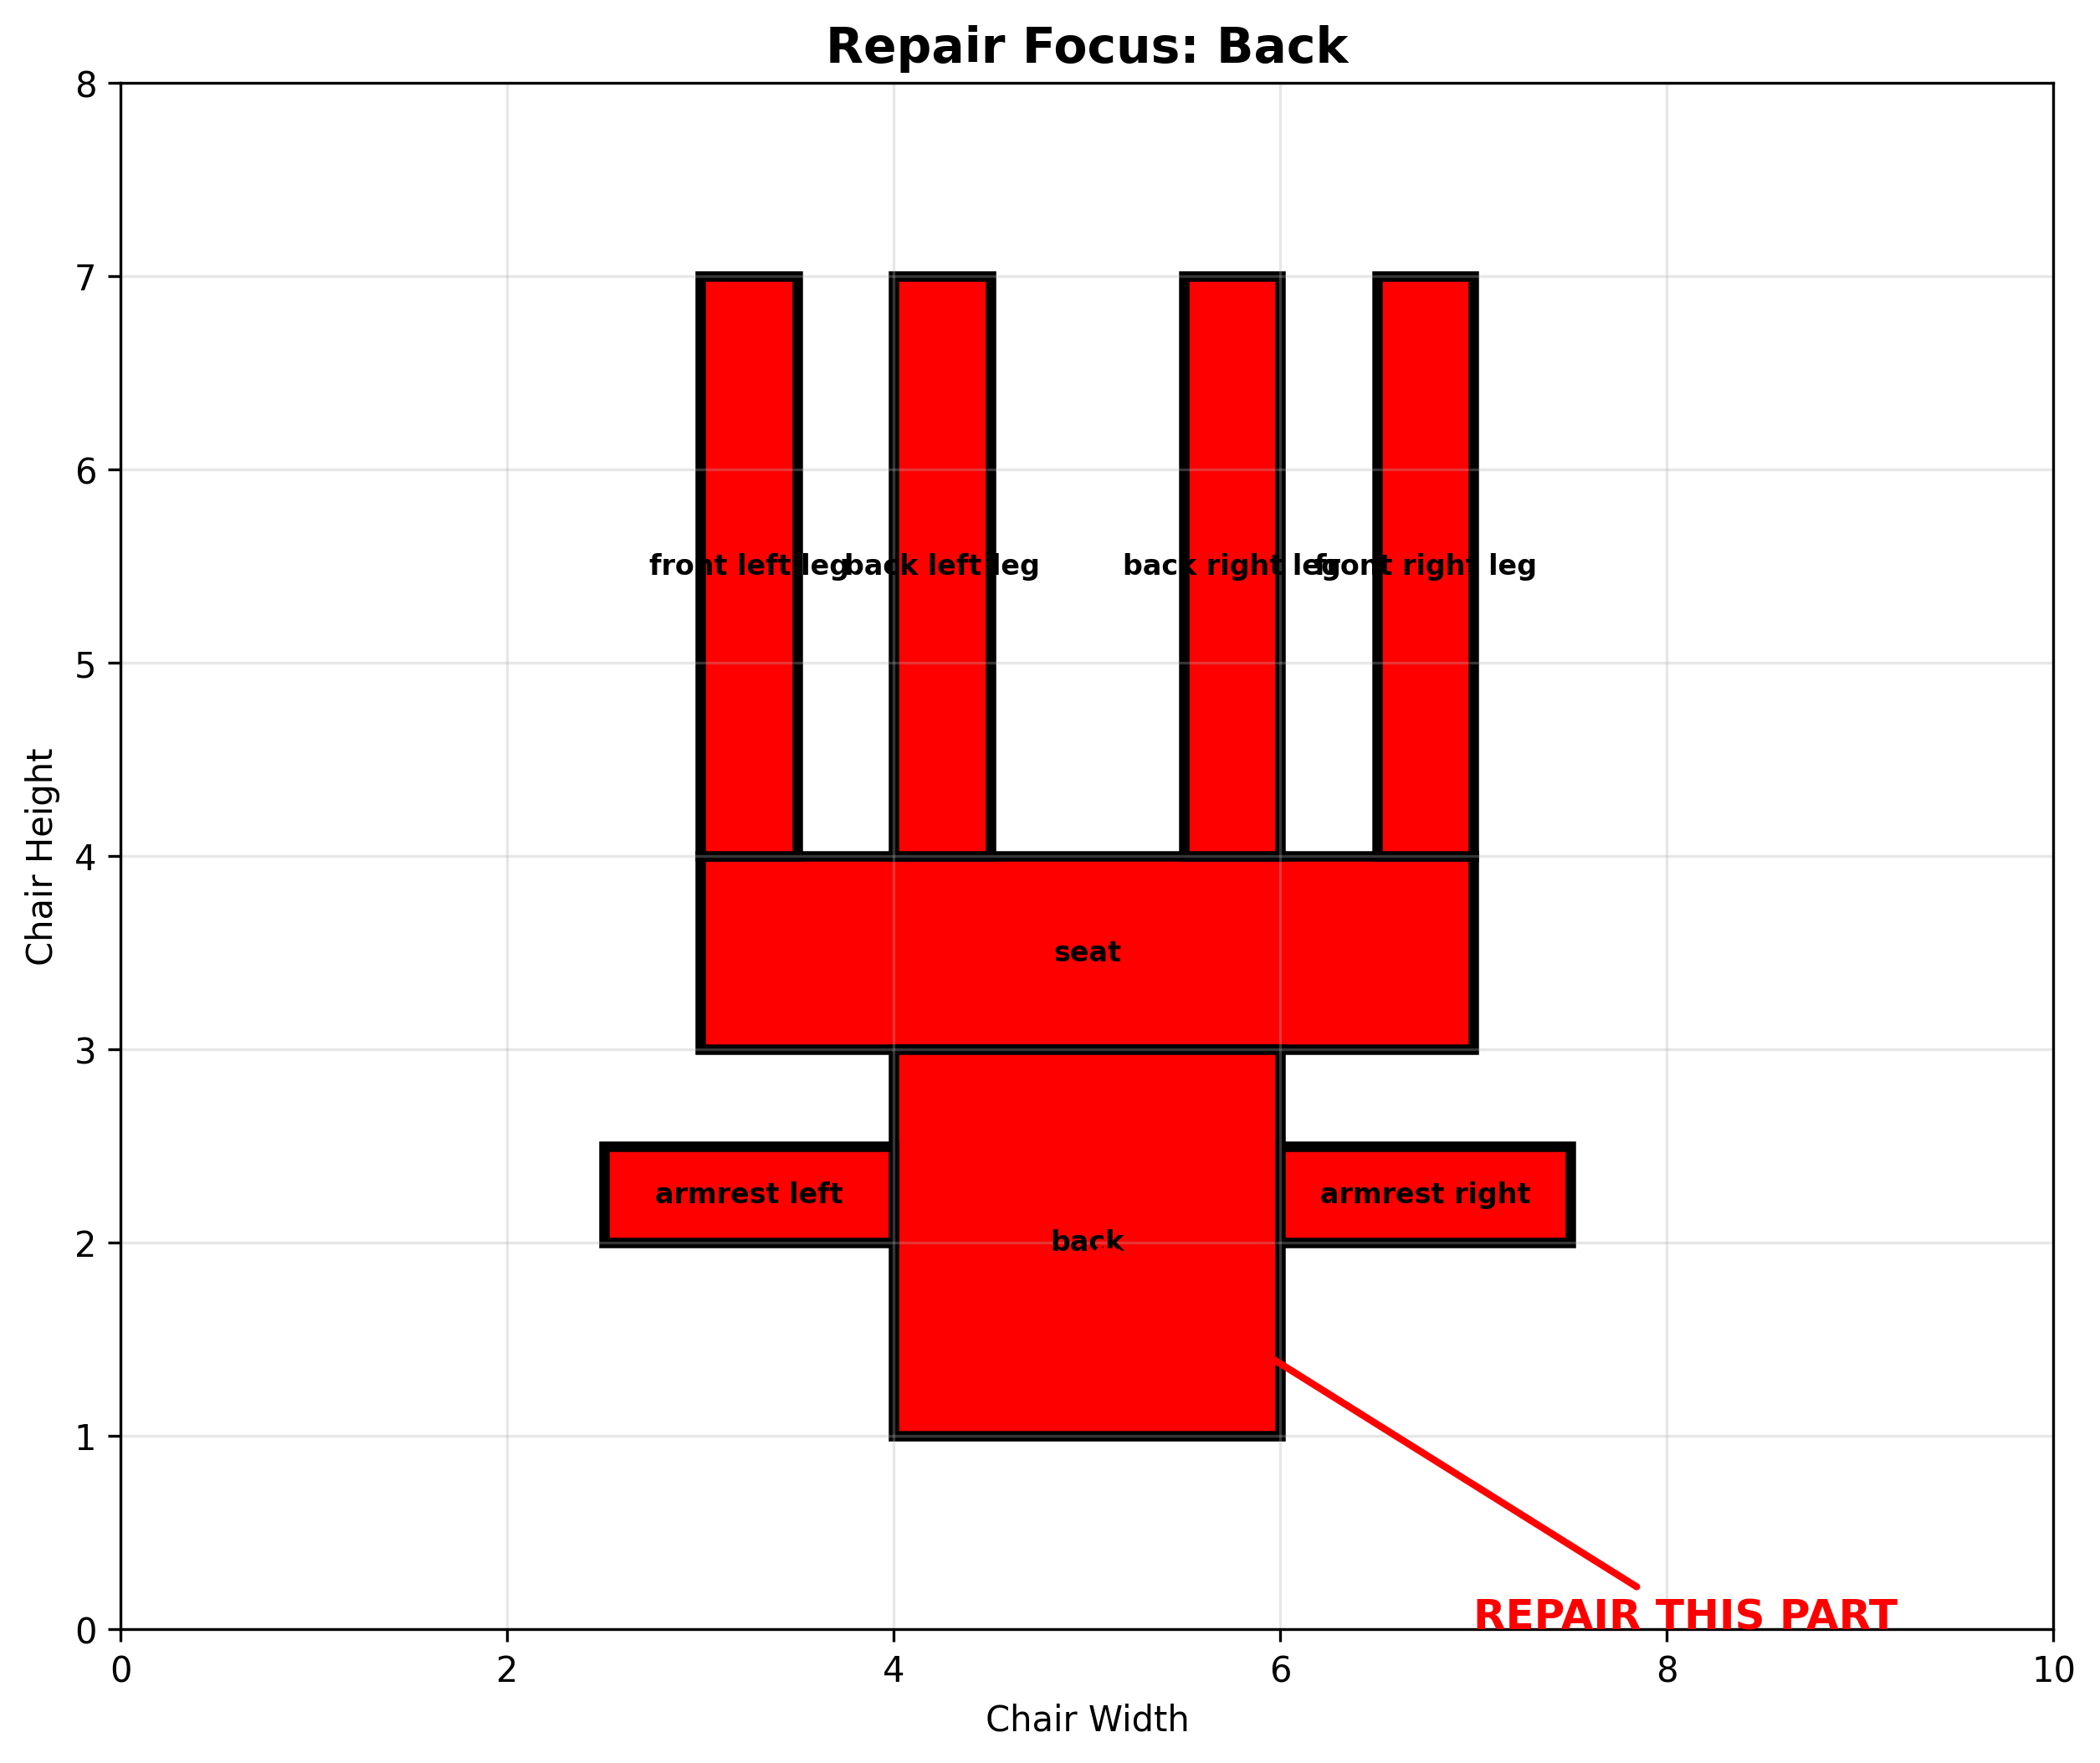 Repair Focus: Back
8
7
6
5
4
3
2
1
0
Chair Height
front left leg
back left leg
back right leg
front right leg
seat
armrest left
armrest right
back
REPAIR THIS PART
0
2
4
6
8
10
Chair Width